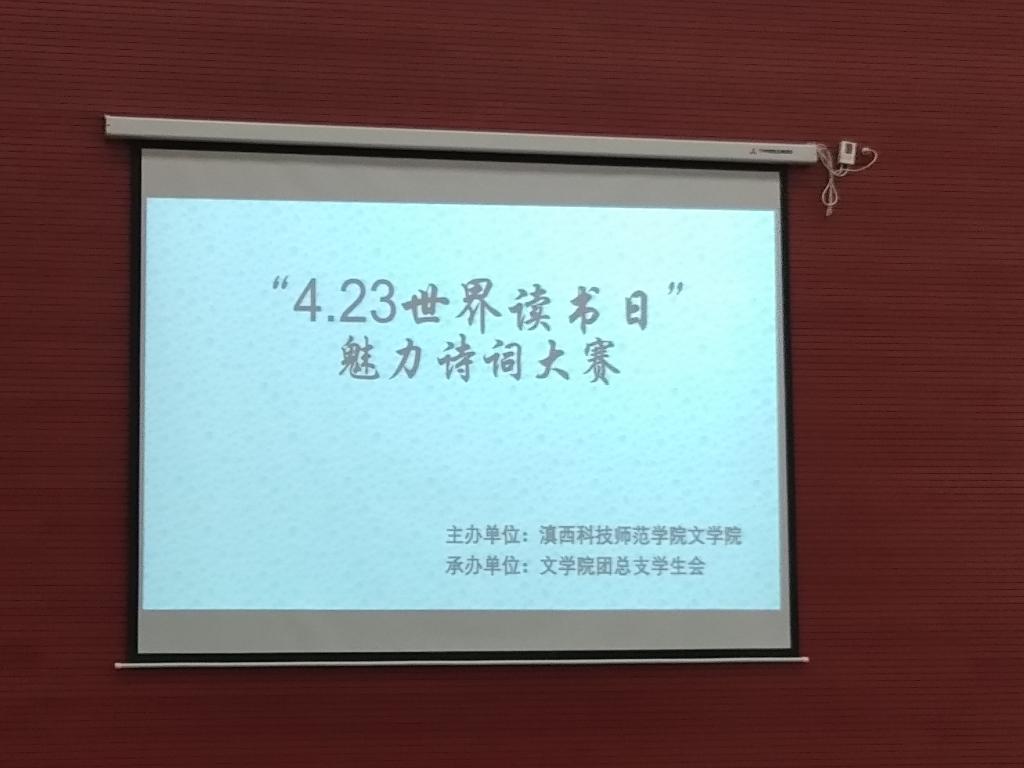 “4.23世界读书日”
魅力诗词大赛
主办单位：滇西科技师范学院文学院
承办单位：文学院团总支学生会